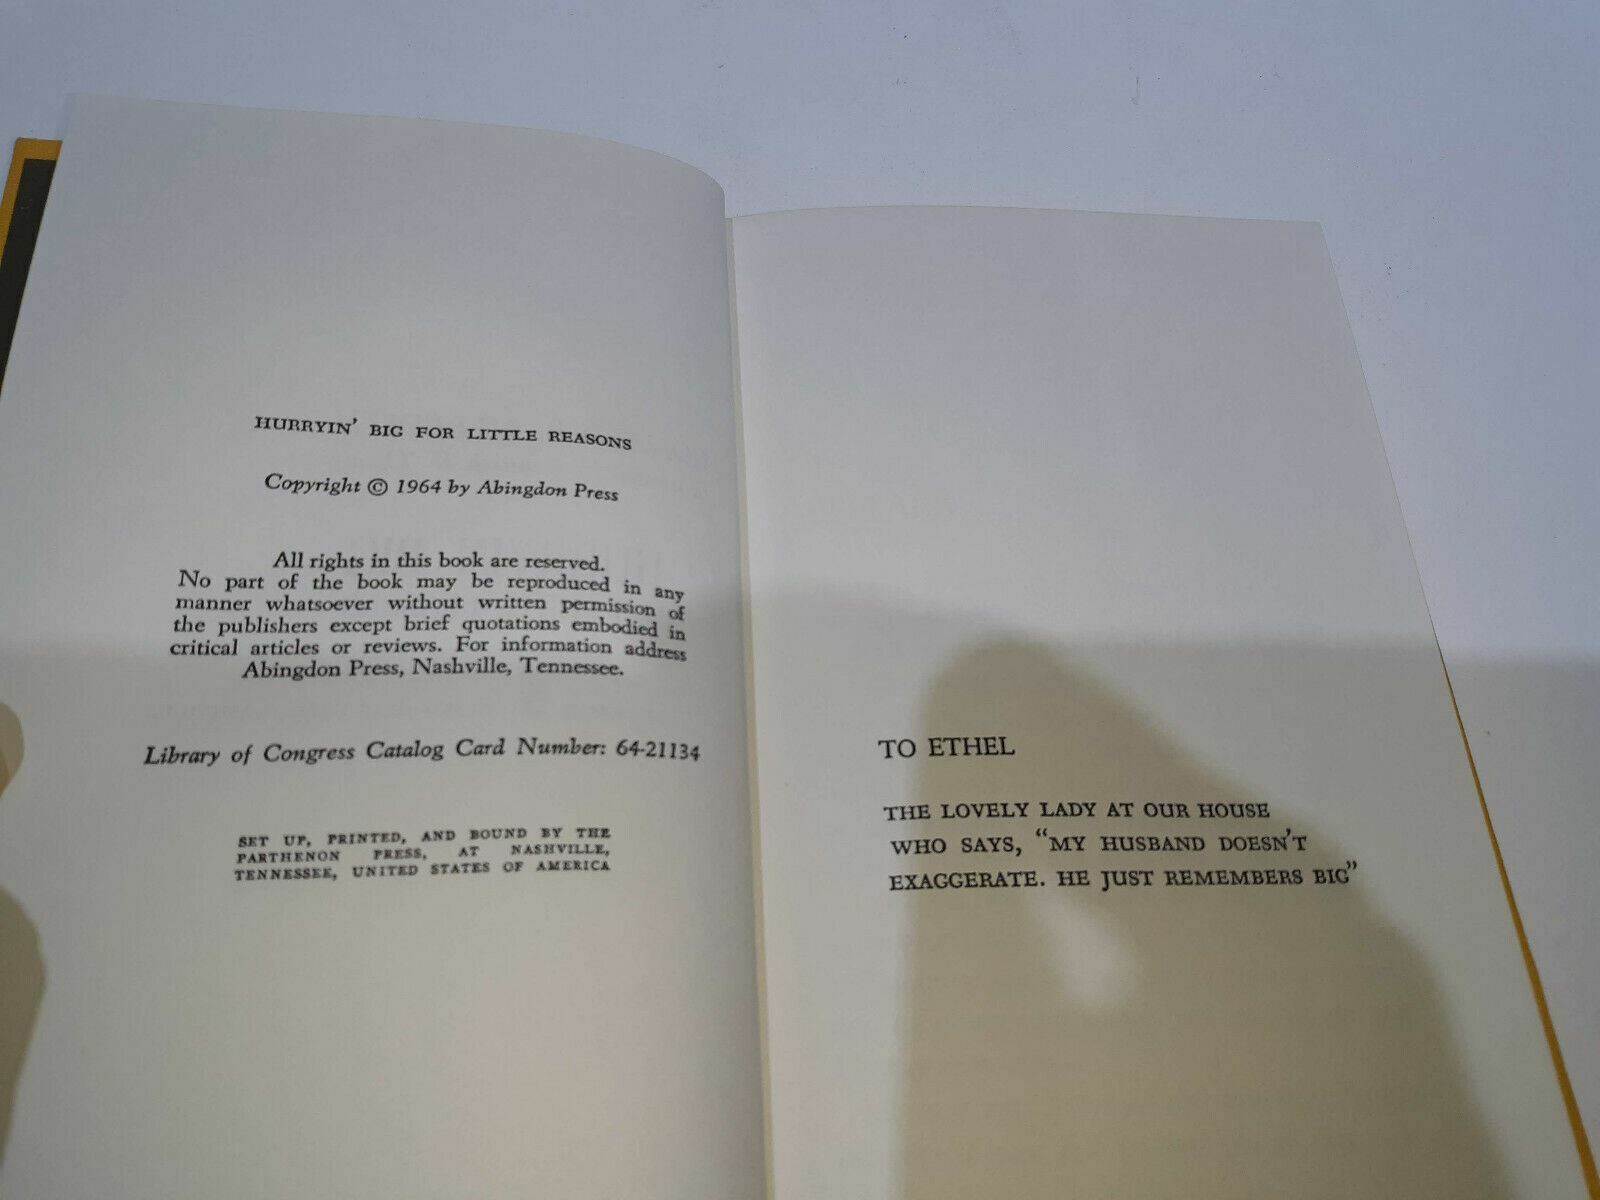 HURRYIN' BIG FOR LITTLE REASONS
Copyright © 1964 by Abingdon Press
All rights in this book are reserved.
No part of the book may be reproduced in any
manner whatsoever without written permission of
the publishers except brief quotations embodied in
critical articles or reviews. For information address
Abingdon Press, Nashville, Tennessee.
Library of Congress Catalog Card Number: 64-21134
SET UP, PRINTED, AND BOUND BY THE
PARTHENON PRESS, AT NASHVILLE,
TENNESSEE, UNITED STATES OF AMERICA
TO ETHEL
THE LOVELY LADY AT OUR HOUSE
WHO SAYS, “MY HUSBAND DOESN'T
EXAGGERATE. HE JUST REMEMBERS BIG”